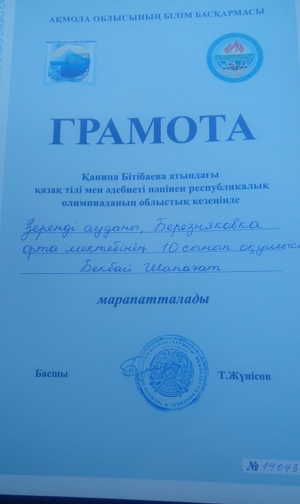 АҚМОЛА ОБЛЫСЫНЫҢ БІЛІМ БАСҚАРМАСЫ
ГРАМОТА
Қанипа Бітібаева атындағы
қазақ тілі мен әдебиеті пәнінен республикалық
олимпиаданың облыстық кезеңінде
Зеренді ауданы, Березняковка
орта мектебінің 10 сынып оқушысы
Бекбай Шапағат
марапатталады
Басшы Т.Жүнісов
№ 14043